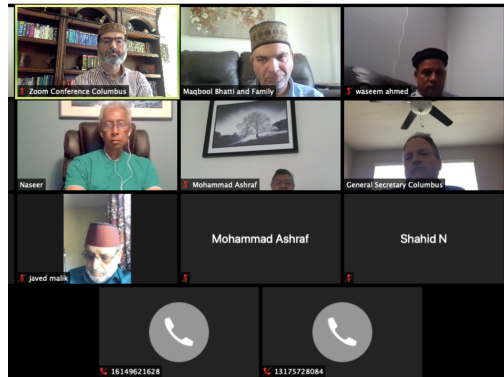 Zoom Conference Columbus
Maqbool Bhatti and Family
waseem ahmed
Naseer
Mohammad Ashraf
General Secretary Columbus
javed malik
Mohammad Ashraf
Shahid N
16149621628
13175728084